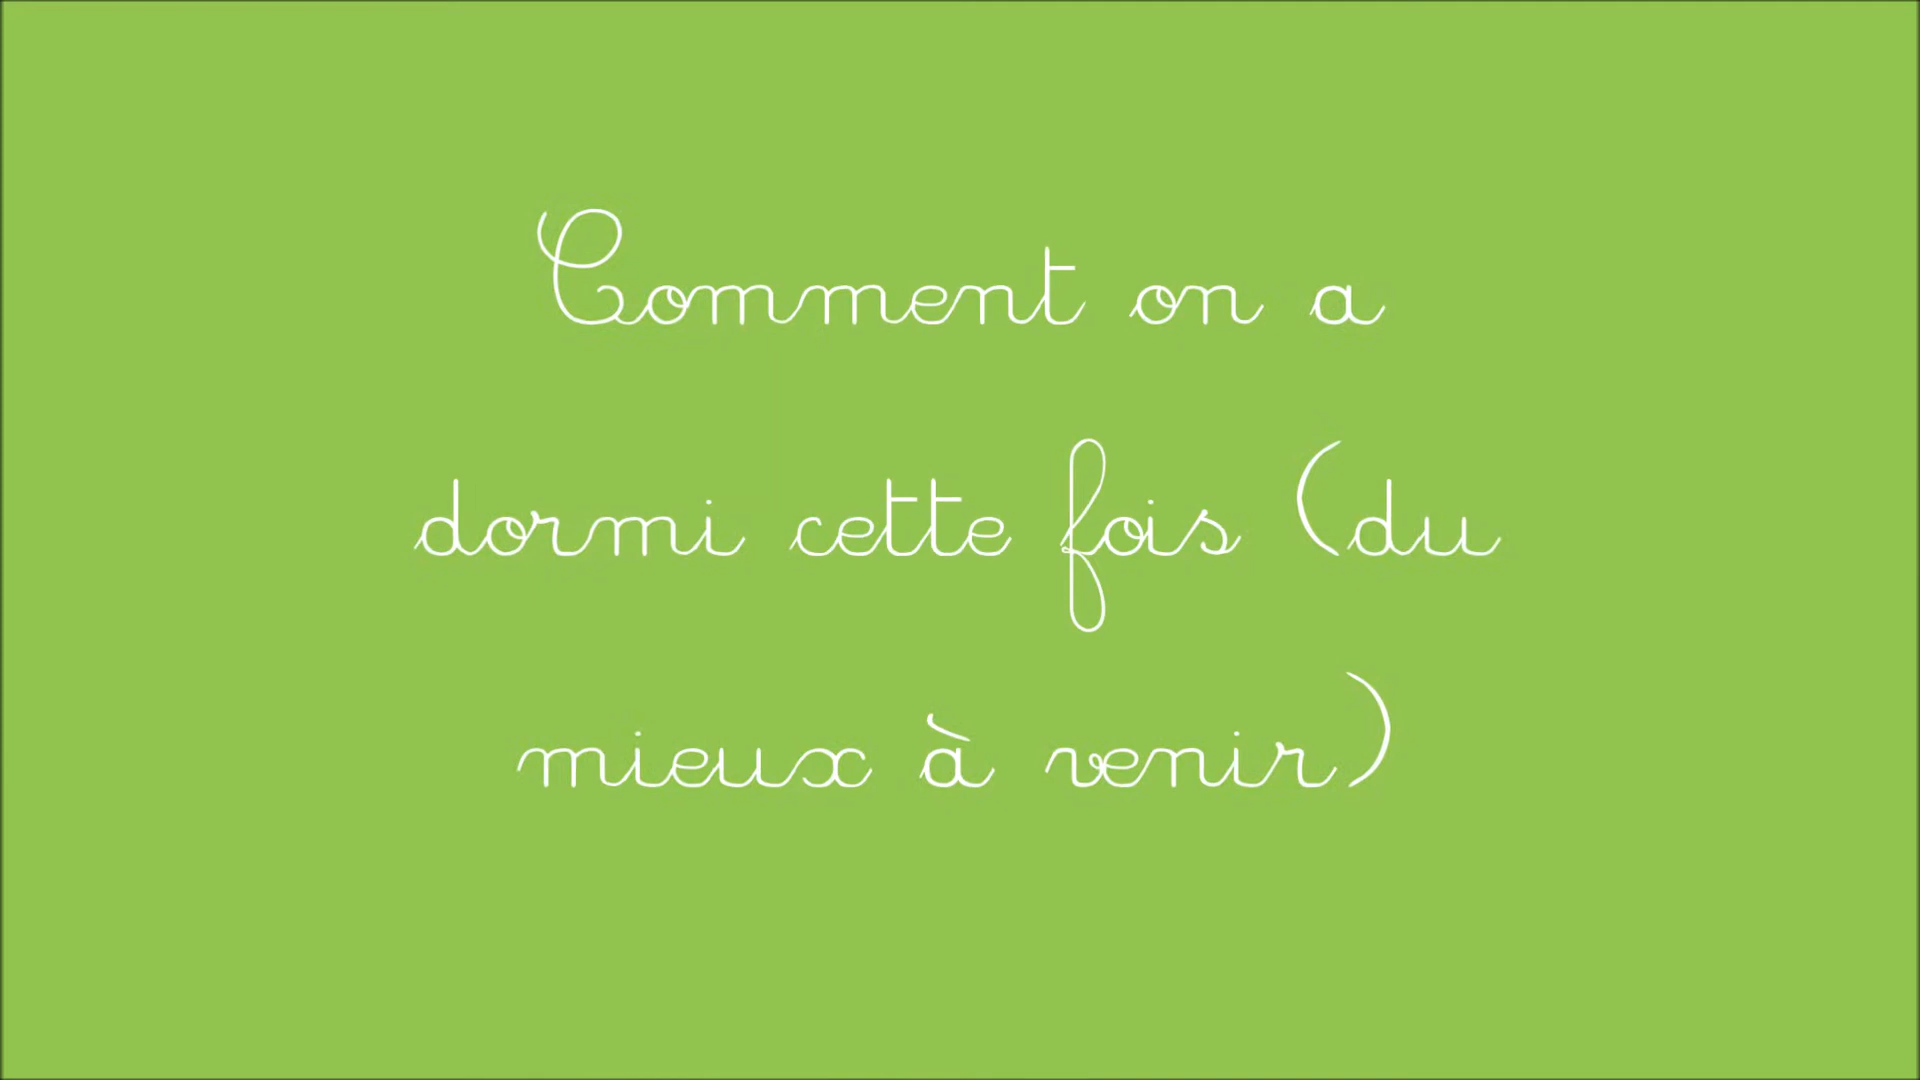 Comment on a
dormi cette fois (du
mieux à venir)